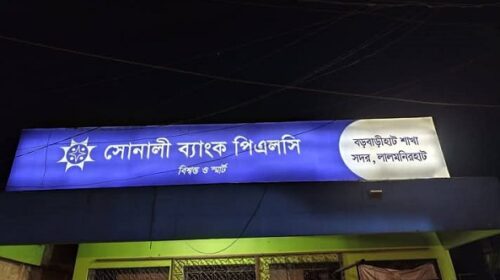 সোনালী ব্যাংক পিএলসি
বিশ্বস্ত ও স্মার্ট
বড়বাড়ীহাট শাখা
সদর, লালমনিরহাট